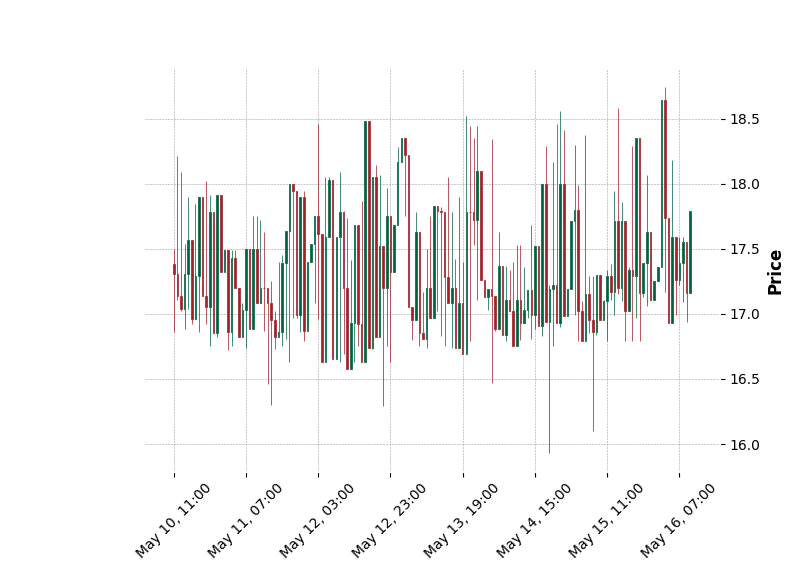 18.5
18.0
17.5
17.0
16.5
16.0
Price
May 10, 11:00
May 11, 07:00
May 12, 03:00
May 12, 23:00
May 13, 19:00
May 14, 15:00
May 15, 11:00
May 16, 07:00